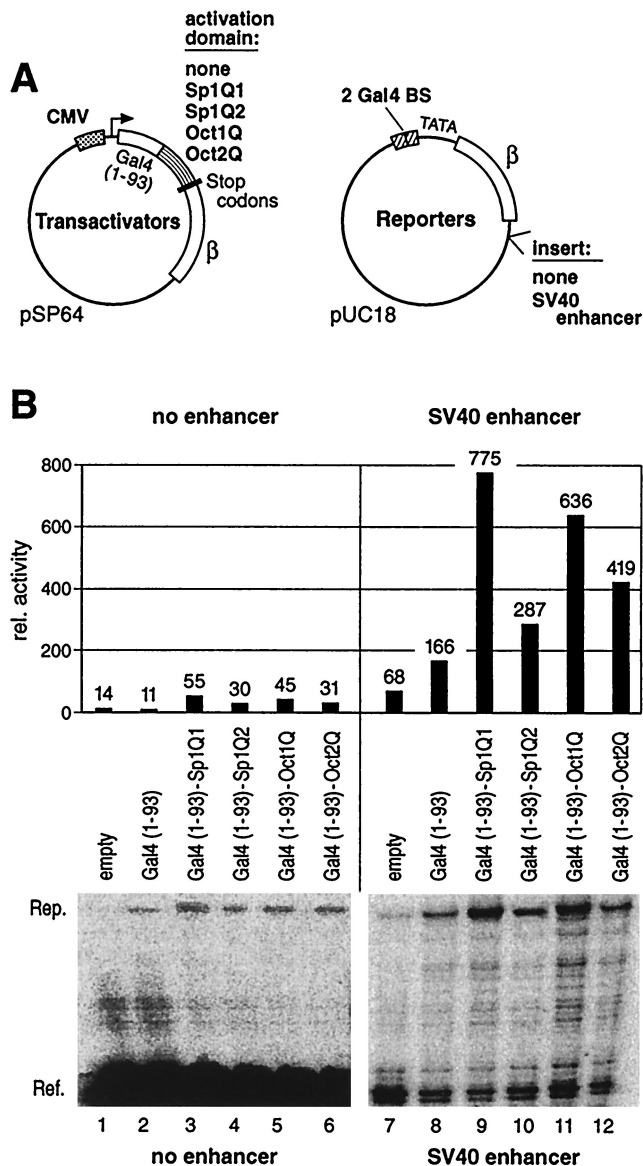 A
activation
domain:
none
Sp1Q1
Sp1Q2
Oct1Q
Oct2Q
CMV
Gal4
(1-93)
Stop
codons
Transactivators
β
pSP64
2 Gal4 BS
TATA
β
Reporters
insert:
none
SV40
enhancer
pUC18
B
no enhancer
SV40 enhancer
rel. activity
800
600
400
200
0
14
11
55
30
45
31
68
166
775
287
636
419
empty
Gal4 (1-93)
Gal4 (1-93)-Sp1Q1
Gal4 (1-93)-Sp1Q2
Gal4 (1-93)-Oct1Q
Gal4 (1-93)-Oct2Q
empty
Gal4 (1-93)
Gal4 (1-93)-Sp1Q1
Gal4 (1-93)-Sp1Q2
Gal4 (1-93)-Oct1Q
Gal4 (1-93)-Oct2Q
Rep.
Ref.
1 2 3 4 5 6 7 8 9 10 11 12
no enhancer
SV40 enhancer